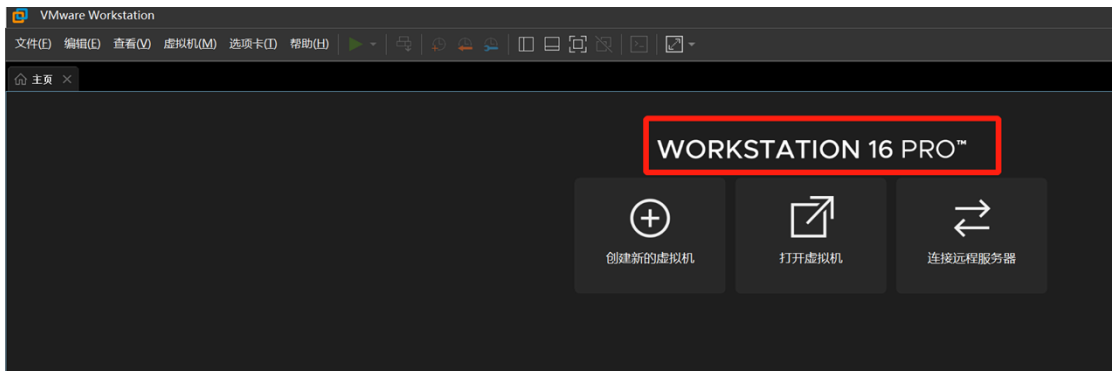 VMware Workstation
文件(F) 编辑(E) 查看(V) 虚拟机(M) 选项卡(T) 帮助(H)
主页
WORKSTATION 16 PRO™
创建新的虚拟机 打开虚拟机 连接远程服务器